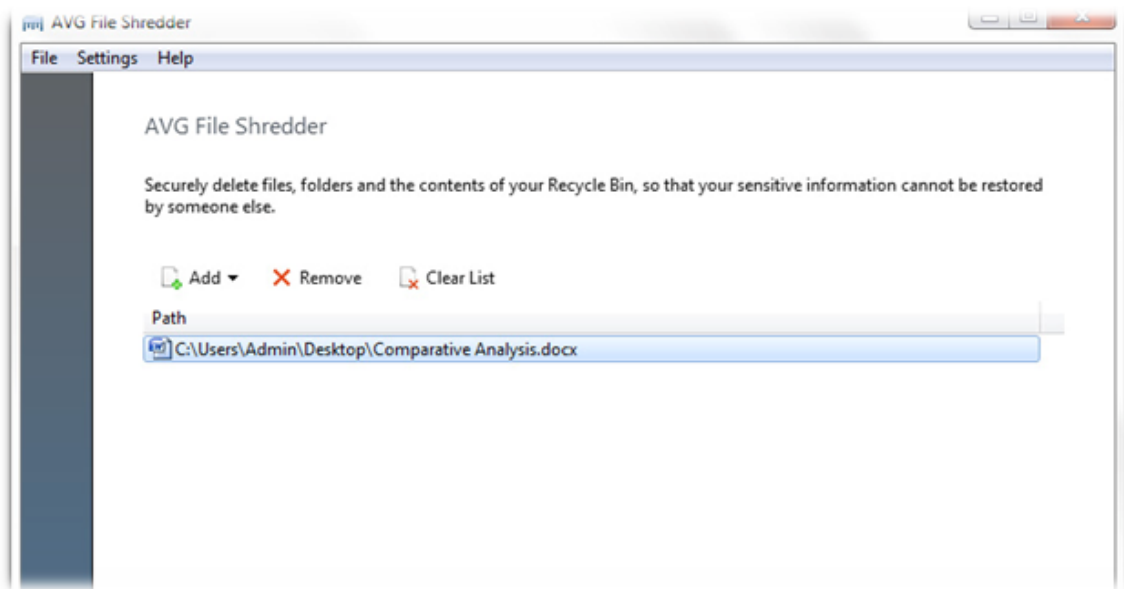 AVG File Shredder
File Settings Help
AVG File Shredder
Securely delete files, folders and the contents of your Recycle Bin, so that your sensitive information cannot be restored
by someone else.
Add Remove Clear List
Path
C:\Users\Admin\Desktop\Comparative Analysis.docx